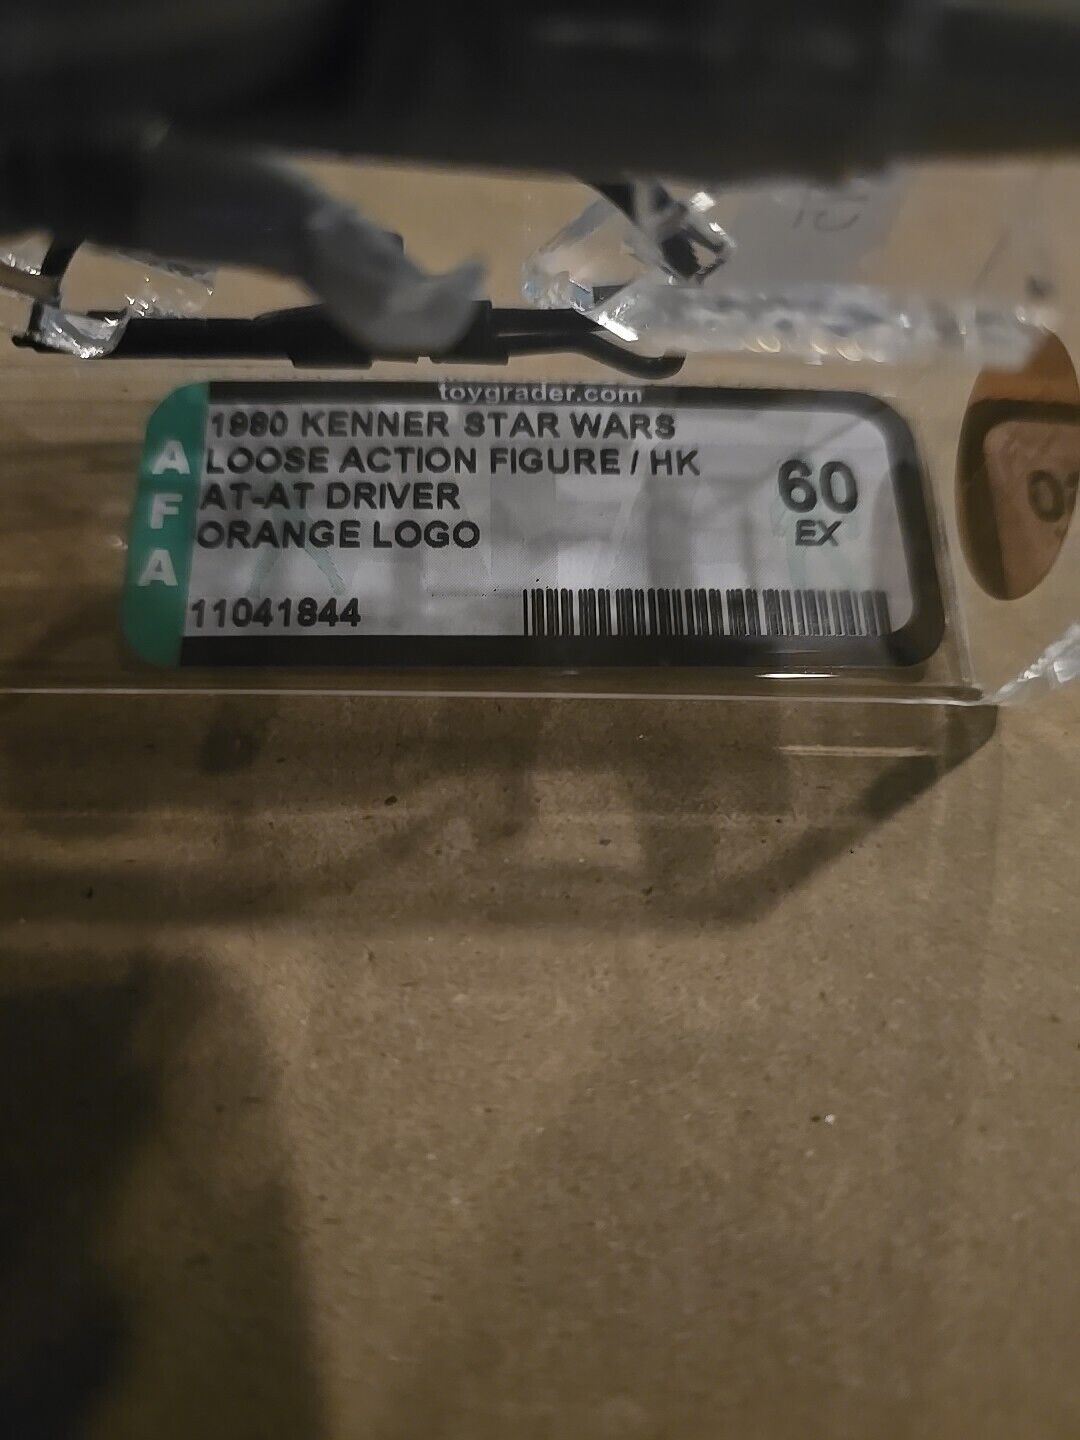 toygrader.com
AFA
1980 KENNER STAR WARS
LOOSE ACTION FIGURE / HK
AT-AT DRIVER
ORANGE LOGO
60
EX
11041844